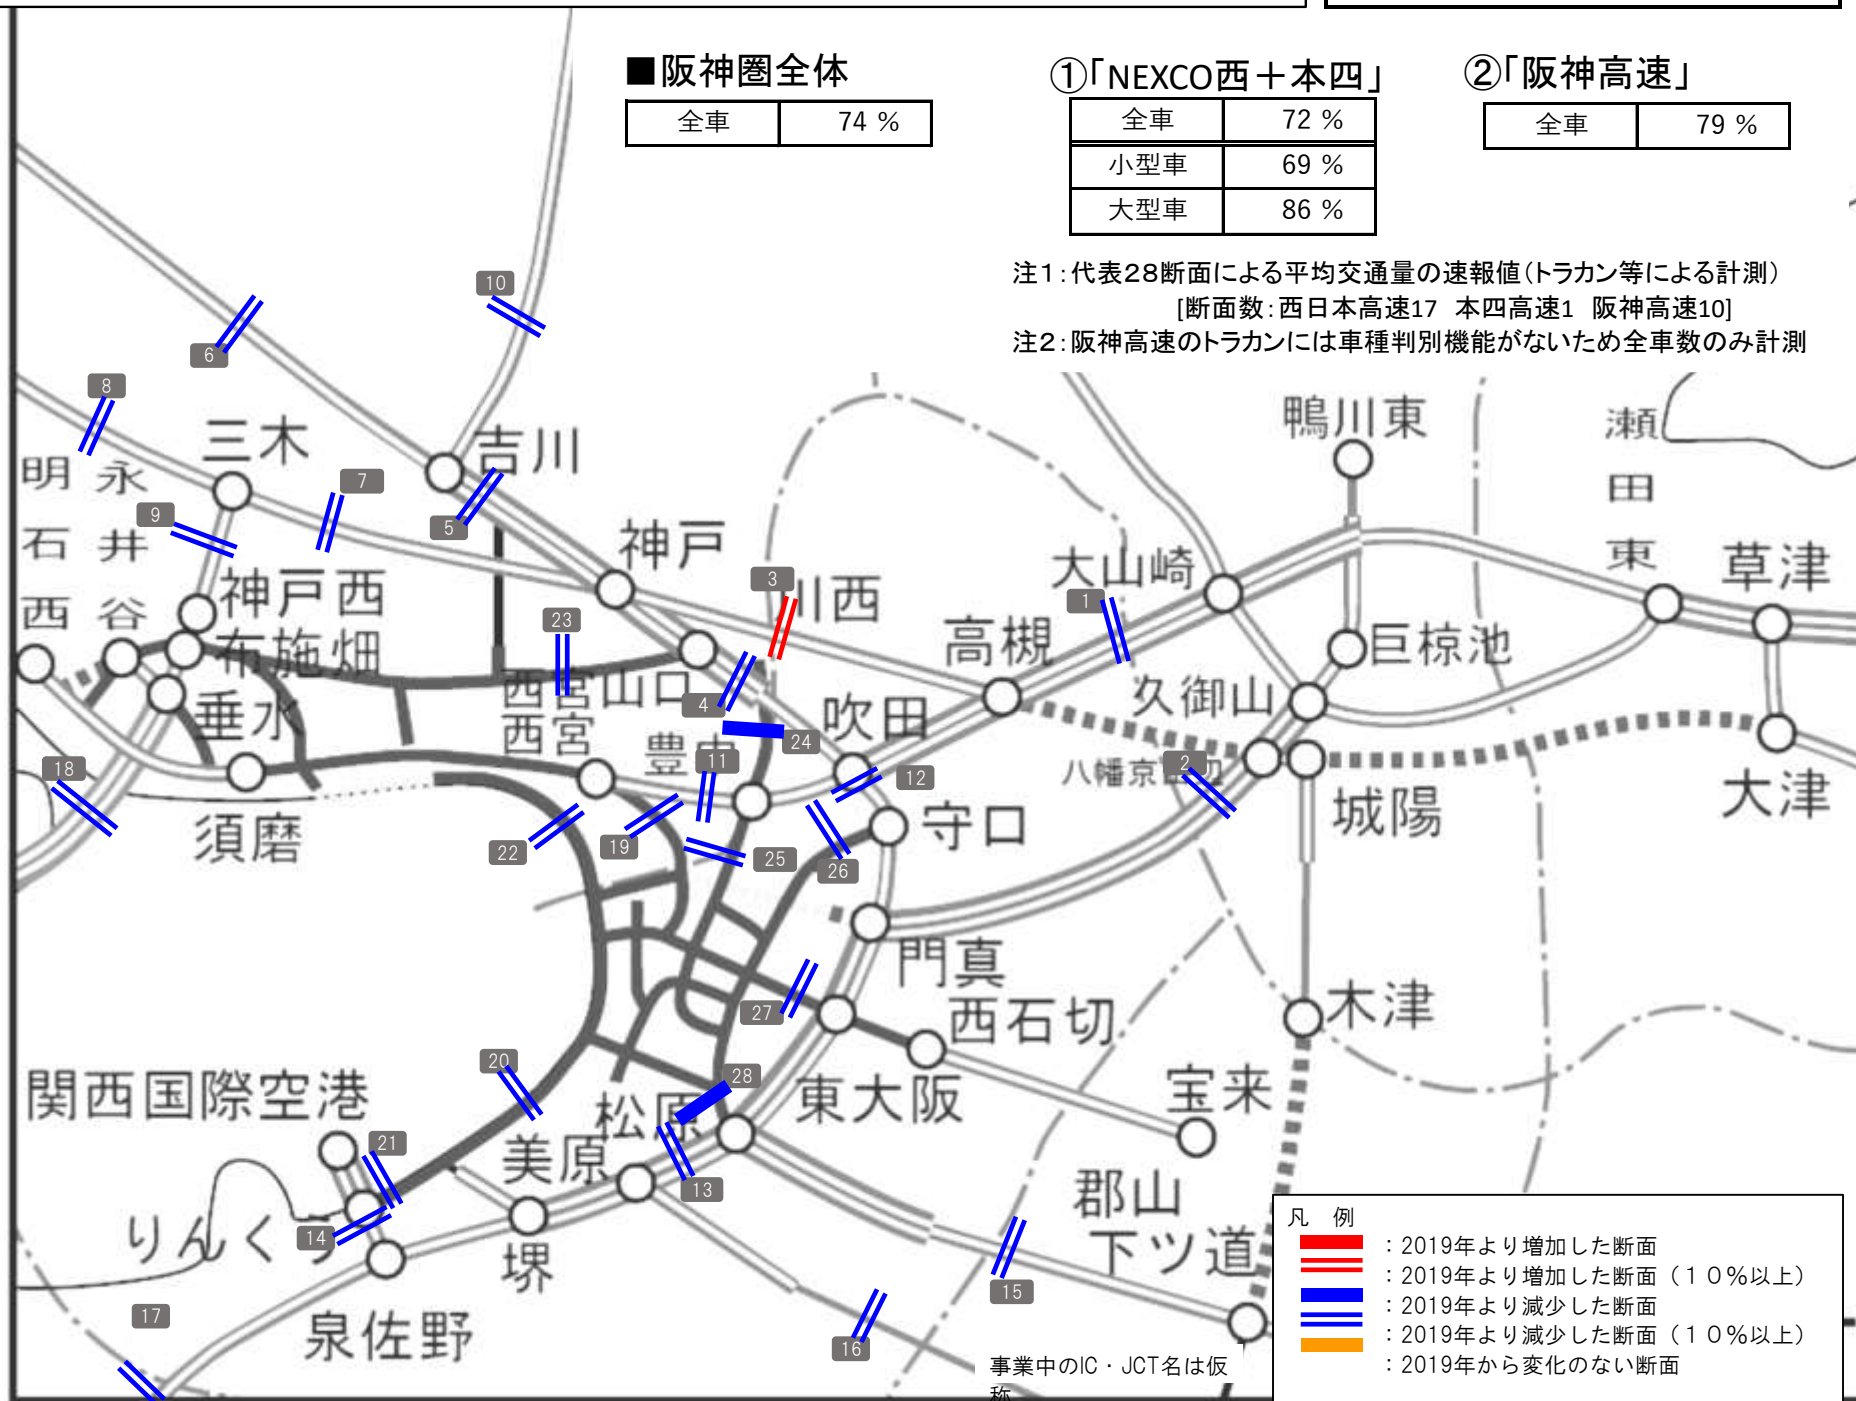 ■阪神圏全体
全車 74 %
①「NEXCO西＋本四」
全車 72 %
小型車 69 %
大型車 86 %
②「阪神高速」
全車 79 %
注１：代表２８断面による平均交通量の速報値（トラカン等による計測）
[断面数：西日本高速17 本四高速1 阪神高速10]
注２：阪神高速のトラカンには車種判別機能がないため全車数のみ計測
10
6
8
三木
吉川
鴨川東
瀬田東
明石西
永井谷
7
9
5
神戸
3
川西
大山崎
1
草津
神戸西
布施畑
23
高槻
巨椋池
西宮山口
西宮
4
吹田
久御山
垂水
豊中
24
11
12
八幡京田辺
2
18
大津
城陽
須磨
22
19
25
26
守口
門真
27
西石切
木津
関西国際空港
20
28
松原
東大阪
宝来
21
美原
13
郡山
下ツ道
りんくう
14
堺
15
17
泉佐野
16
事業中のIC・JCT名は仮
称
凡 例
：2019年より増加した断面
：2019年より増加した断面（１０％以上）
：2019年より減少した断面
：2019年より減少した断面（１０％以上）
：2019年から変化のない断面